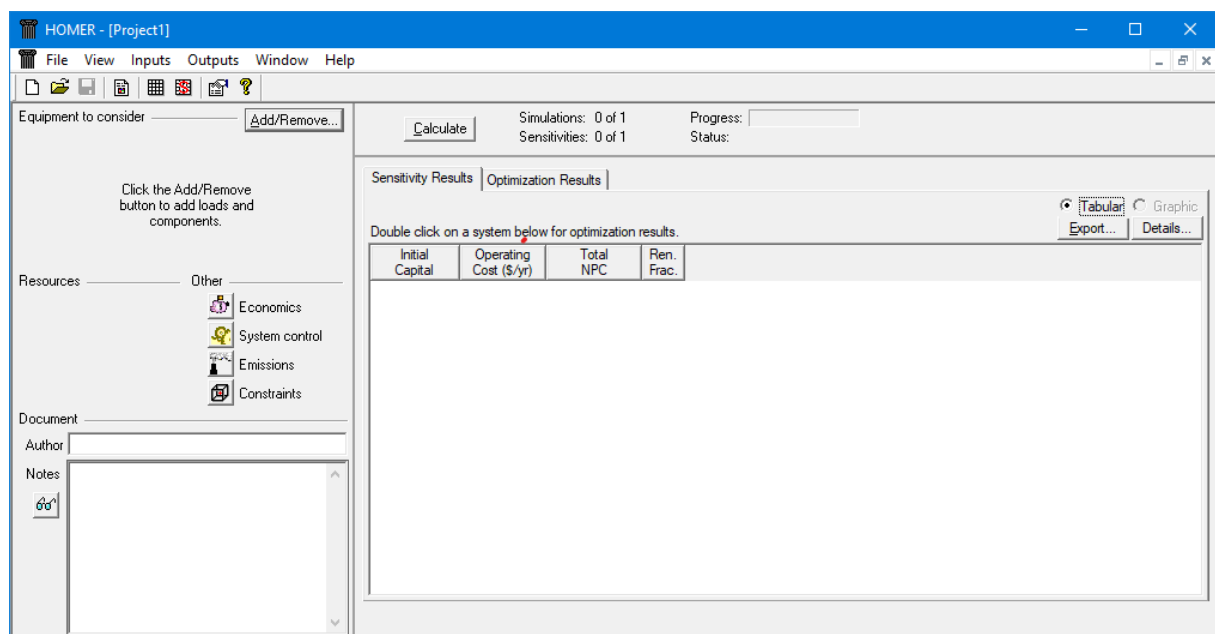 HOMER - [Project1]
File View Inputs Outputs Window Help
Equipment to consider
Add/Remove...
Click the Add/Remove
button to add loads and
components.
Resources
Other
Economics
System control
Emissions
Constraints
Document
Author
Notes
Calculate
Simulations: 0 of 1
Sensitivities: 0 of 1
Progress:
Status:
Sensitivity Results
Optimization Results
Tabular
Graphic
Double click on a system below for optimization results.
Export...
Details...
Initial
Capital
Operating
Cost ($/yr)
Total
NPC
Ren.
Frac.